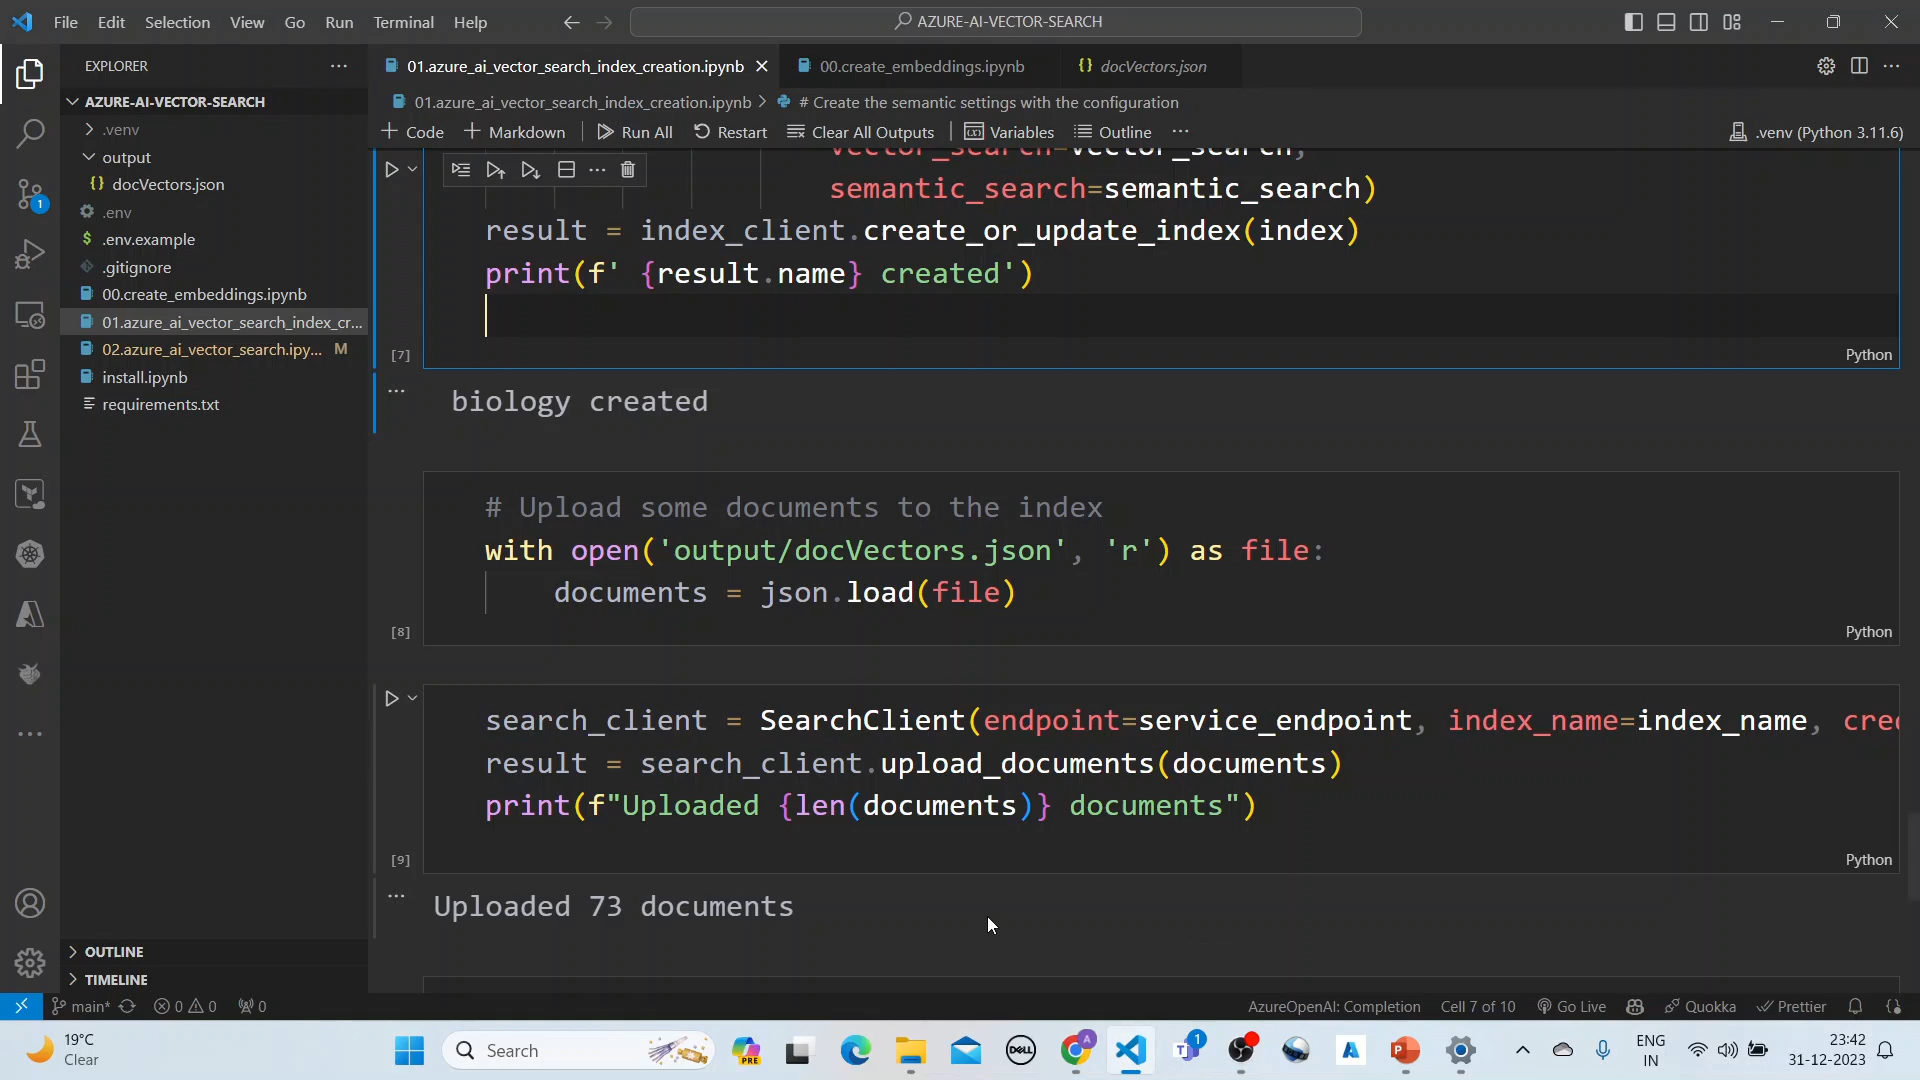 File Edit Selection View Go Run Terminal Help
AZURE-AI-VECTOR-SEARCH
EXPLORER
01.azure_ai_vector_search_index_creation.ipynb
00.create_embeddings.ipynb
{} docVectors.json
AZURE-AI-VECTOR-SEARCH
01.azure_ai_vector_search_index_creation.ipynb > # Create the semantic settings with the configuration
+ Code + Markdown Run All Restart Clear All Outputs Variables Outline ...
.venv (Python 3.11.6)
.venv
output
{} docVectors.json
.env
$ .env.example
.gitignore
00.create_embeddings.ipynb
01.azure_ai_vector_search_index_cr...
02.azure_ai_vector_search.ipy... M
install.ipynb
requirements.txt
1
vector_search=vector_search,
semantic_search=semantic_search)
result = index_client.create_or_update_index(index)
print(f' {result.name} created')
[7]
Python
biology created
# Upload some documents to the index
with open('output/docVectors.json', 'r') as file:
documents = json.load(file)
[8]
Python
search_client = SearchClient(endpoint=service_endpoint, index_name=index_name, cred
result = search_client.upload_documents(documents)
print(f"Uploaded {len(documents)} documents")
[9]
Python
Uploaded 73 documents
OUTLINE
TIMELINE
main* 0 0 0
AzureOpenAI: Completion Cell 7 of 10 Go Live Quokka Prettier
19°C
Clear
Search
PRE
DELL
1
ENG
IN
23:42
31-12-2023